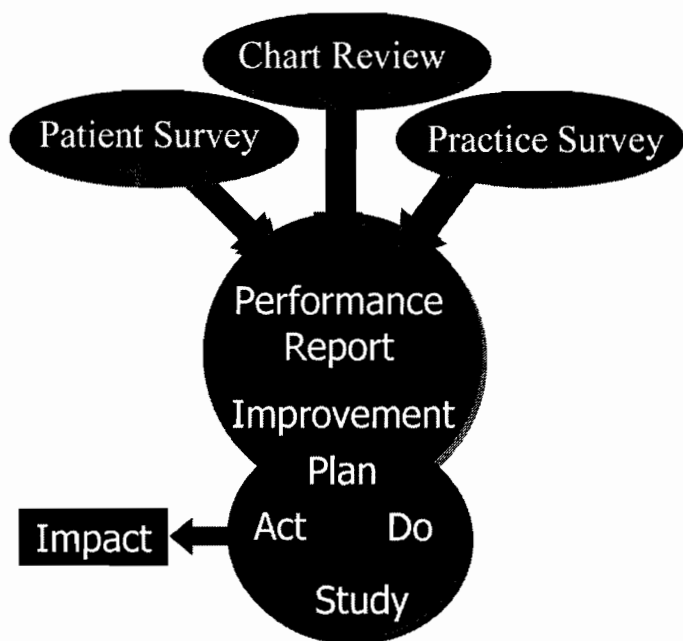 Chart Review
Patient Survey
Practice Survey
Performance
Report
Improvement
Plan
Act
Do
Study
Impact